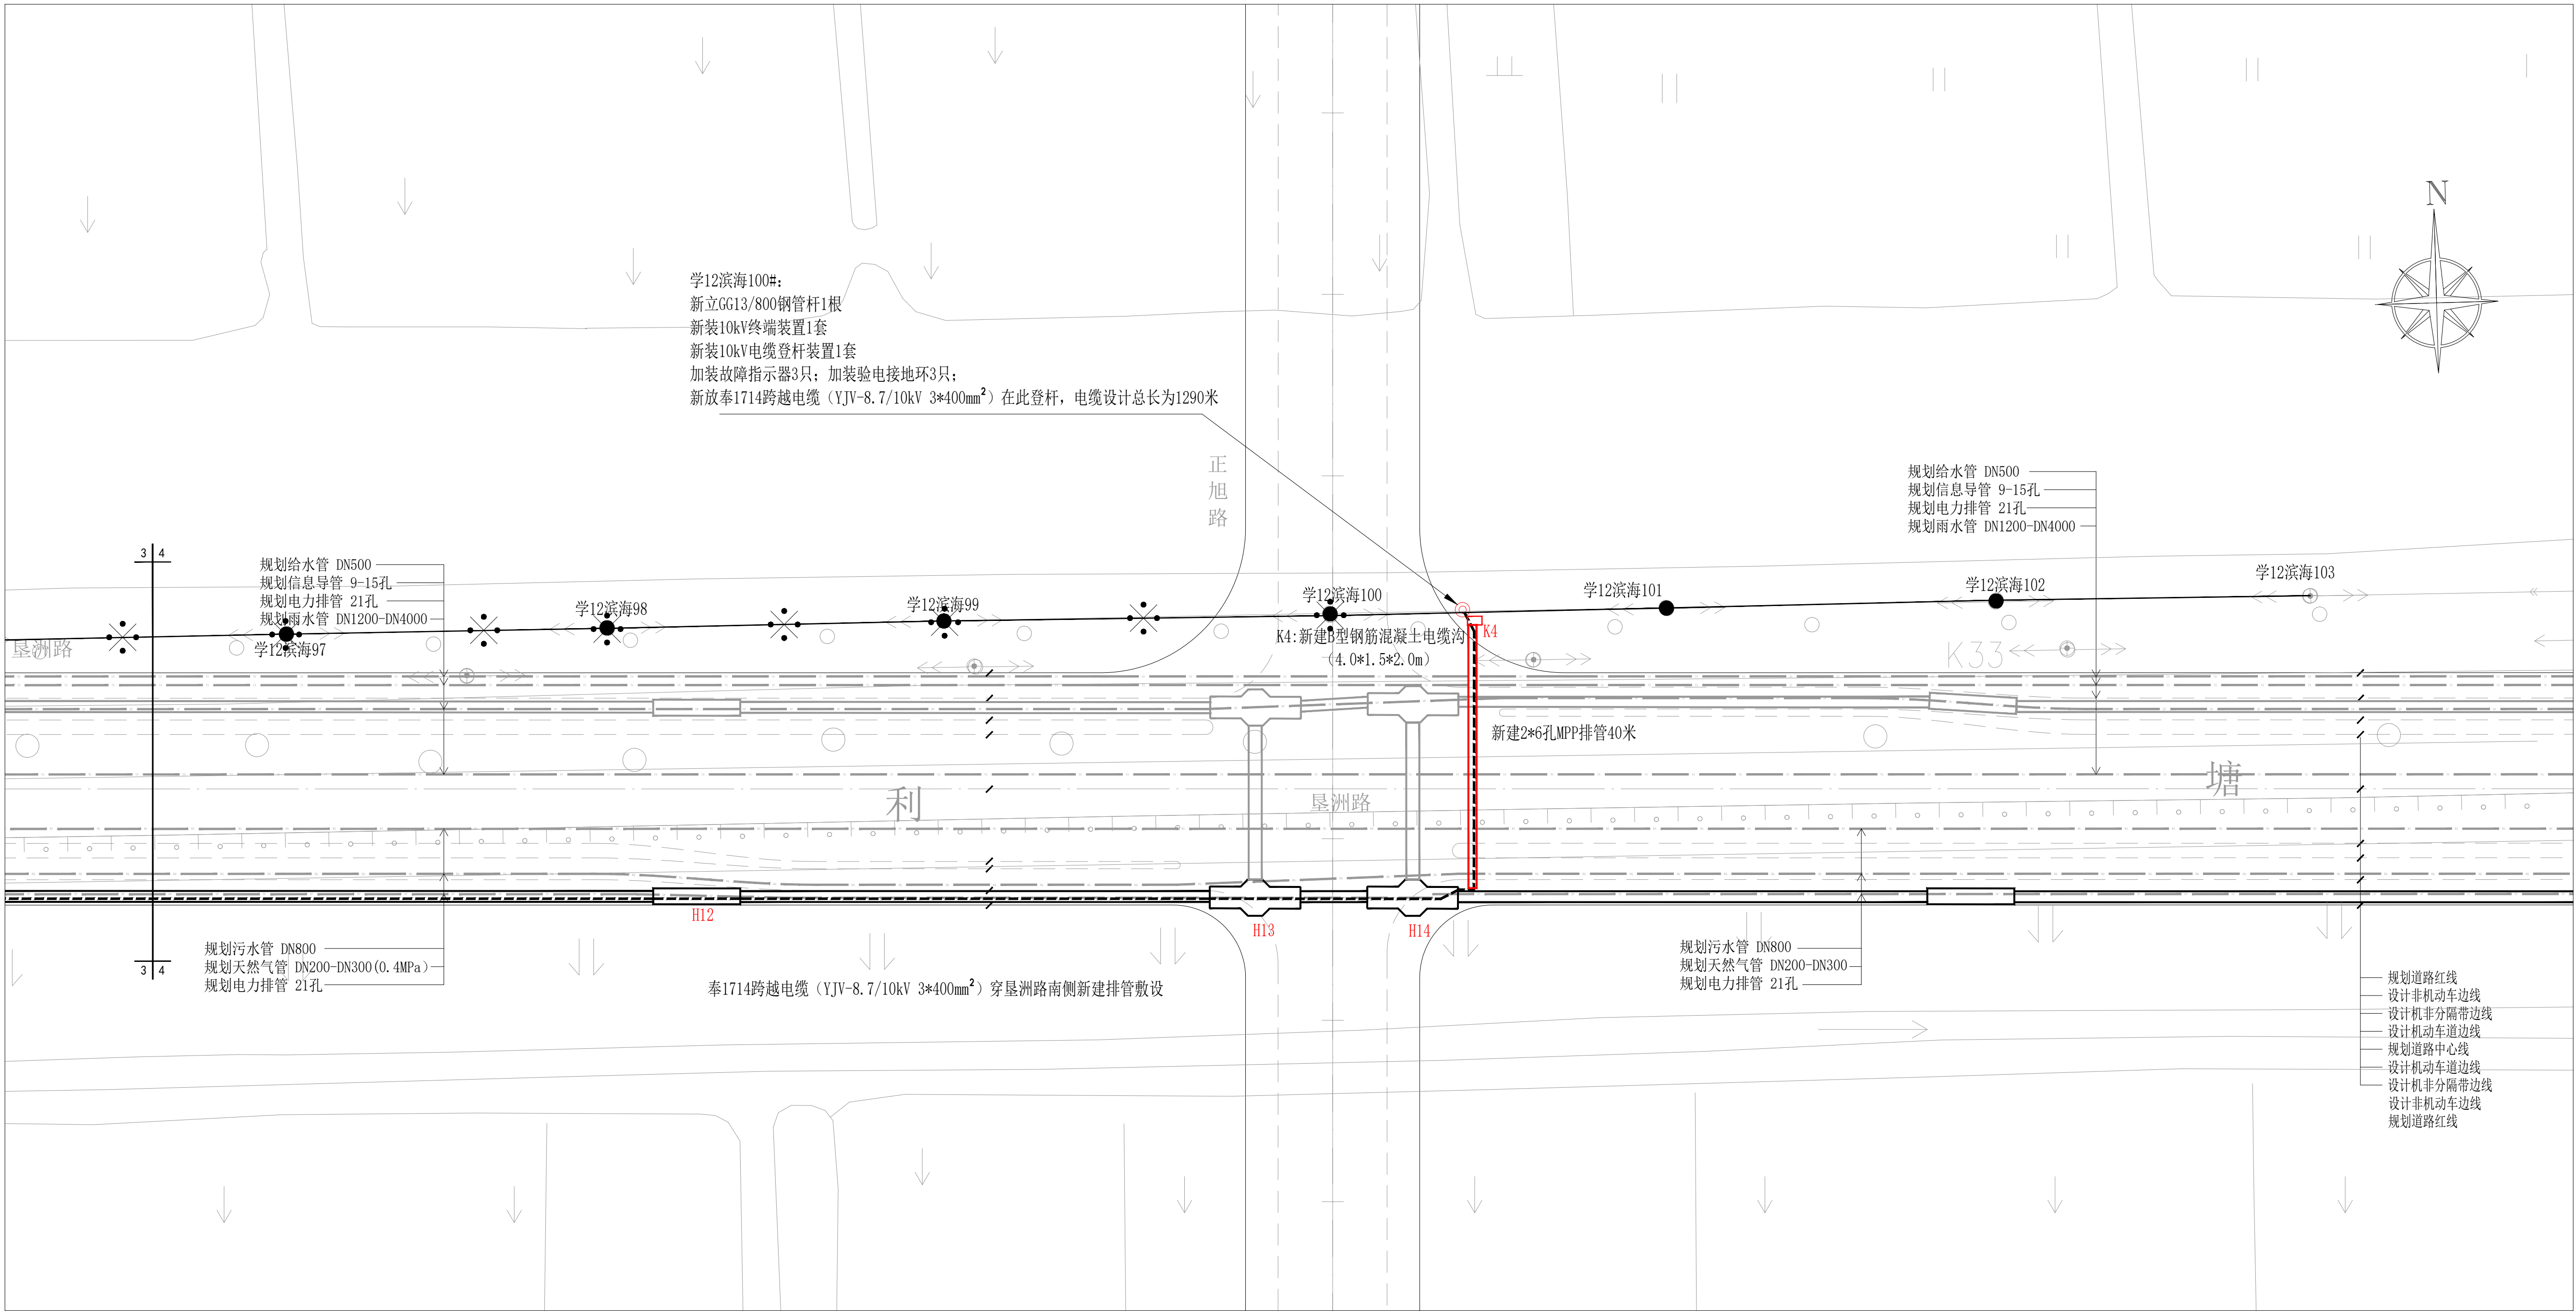 N
学12滨海100#:
新立GG13/800钢管杆1根
新装10kV终端装置1套
新装10kV电缆登杆装置1套
加装故障指示器3只；加装验电接地环3只；
新放奉1714跨越电缆（YJV-8.7/10kV 3*400mm²）在此登杆，电缆设计总长为1290米
正旭路
规划给水管 DN500
规划信息导管 9-15孔
规划电力排管 21孔
规划雨水管 DN1200-DN4000
3 4
规划给水管 DN500
规划信息导管 9-15孔
规划电力排管 21孔
规划雨水管 DN1200-DN4000
学12滨海97
学12滨海98
学12滨海99
学12滨海100
学12滨海101
学12滨海102
学12滨海103
垦洲路
K4:新建B型钢筋混凝土电缆沟
（4.0*1.5*2.0m）
K4
K33
新建2*6孔MPP排管40米
利
垦洲路
塘
H12
H13
H14
3 4
规划污水管 DN800
规划天然气管 DN200-DN300(0.4MPa)
规划电力排管 21孔
奉1714跨越电缆（YJV-8.7/10kV 3*400mm²）穿垦洲路南侧新建排管敷设
规划污水管 DN800
规划天然气管 DN200-DN300
规划电力排管 21孔
规划道路红线
设计非机动车边线
设计机非分隔带边线
设计机动车道边线
规划道路中心线
设计机动车道边线
设计机非分隔带边线
设计非机动车边线
规划道路红线